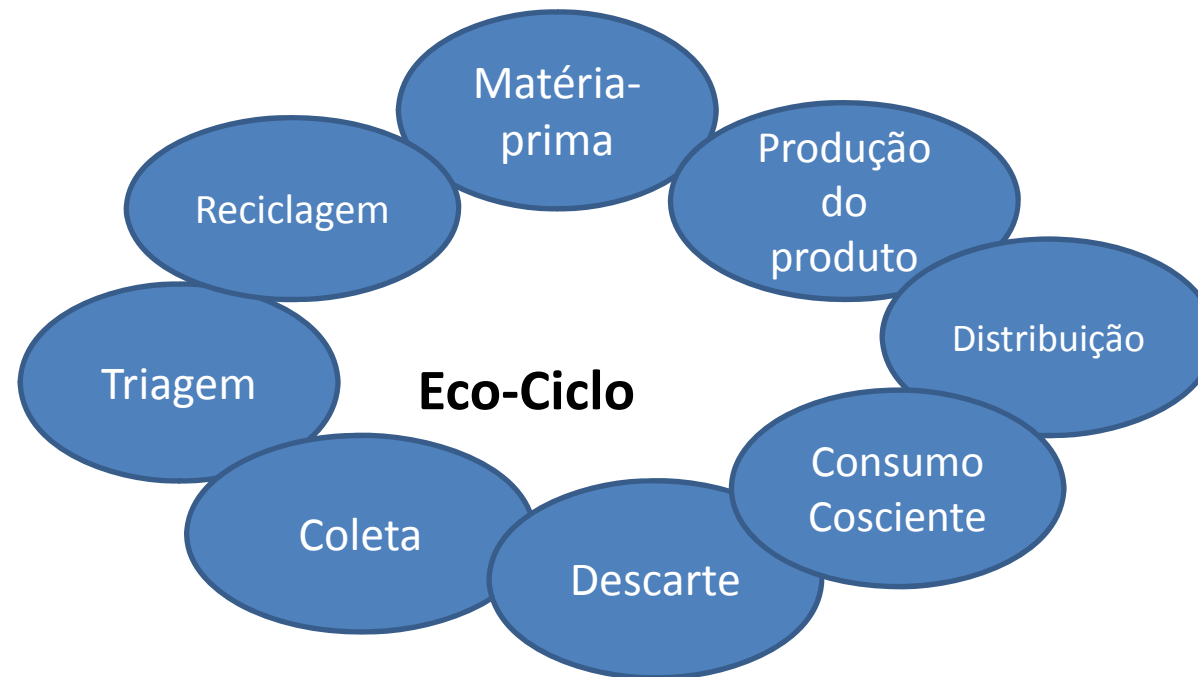 Matéria-
prima
Produção
do
produto
Distribuição
Consumo
Cosciente
Descarte
Coleta
Triagem
Reciclagem
Eco-Ciclo